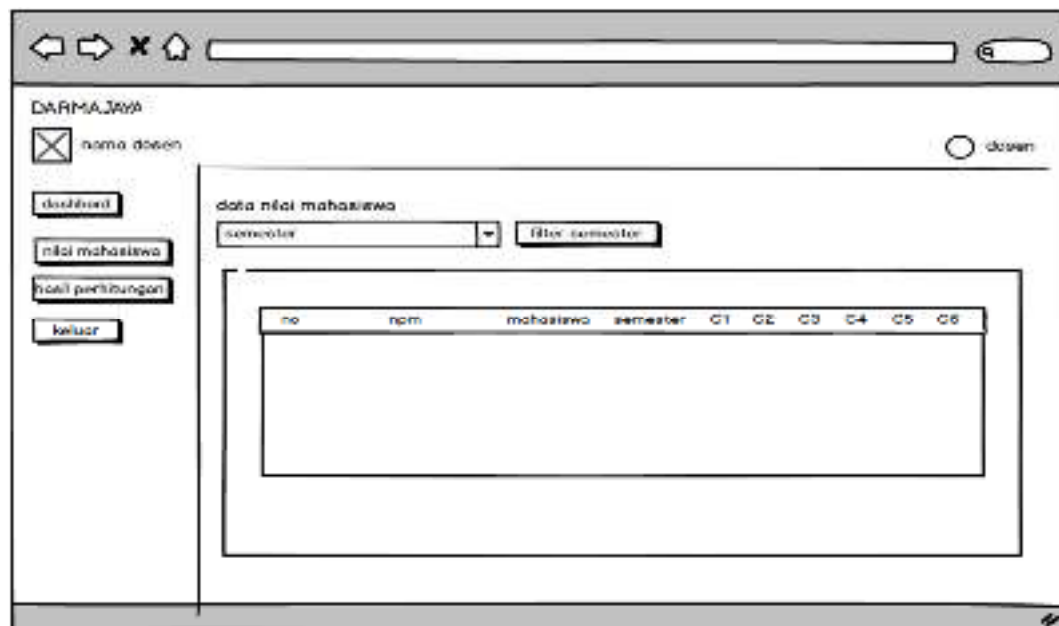 DARMAJAYA
nama dosen
dosen
dashbord
nilai mahasiswa
hasil perhitungan
keluar
data nilai mahasiswa
semester
filter semester
no npm mahasiswa semester C1 C2 C3 C4 C5 C6